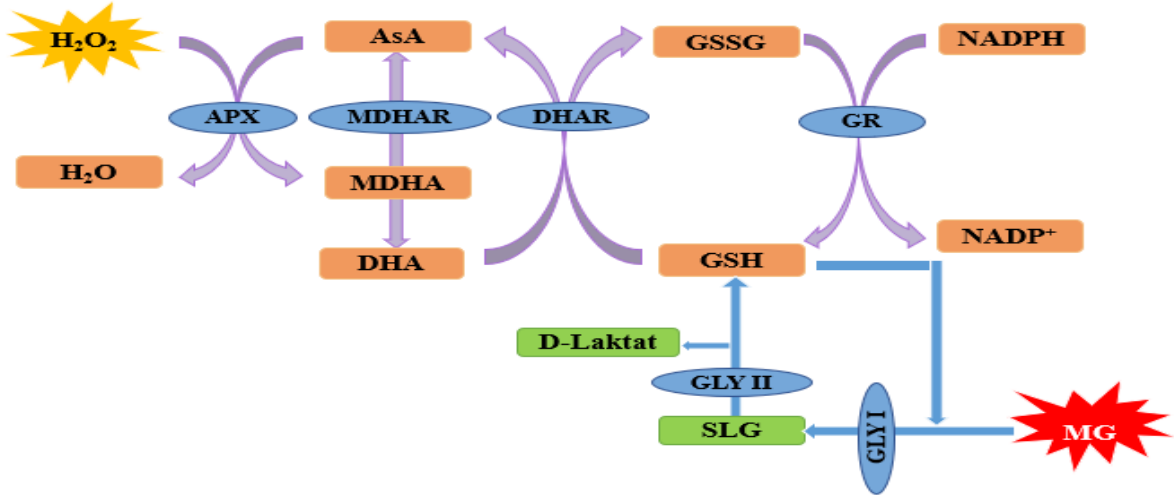 H₂O₂
AsA
GSSG
NADPH
APX
MDHAR
DHAR
GR
H₂O
MDHA
NADP⁺
DHA
GSH
D-Laktat
GLY II
SLG
GLY I
MG